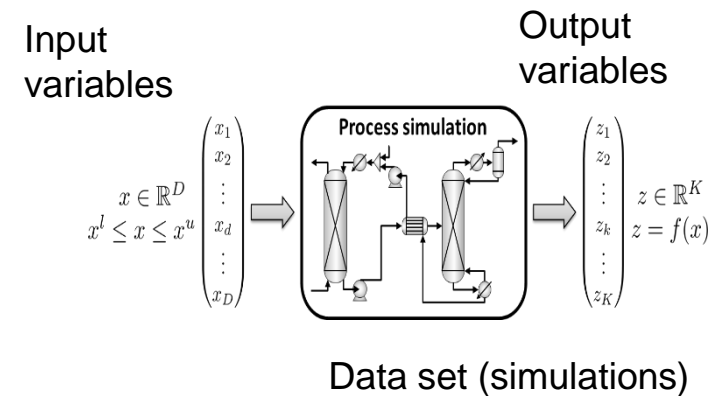 Input
variables
Output
variables
x ∈ ℝ^D
x^l ≤ x ≤ x^u
x_1
x_2
⋮
x_d
⋮
x_D
Process simulation
z_1
z_2
⋮
z_k
⋮
z_K
z ∈ ℝ^K
z = f(x)
Data set (simulations)